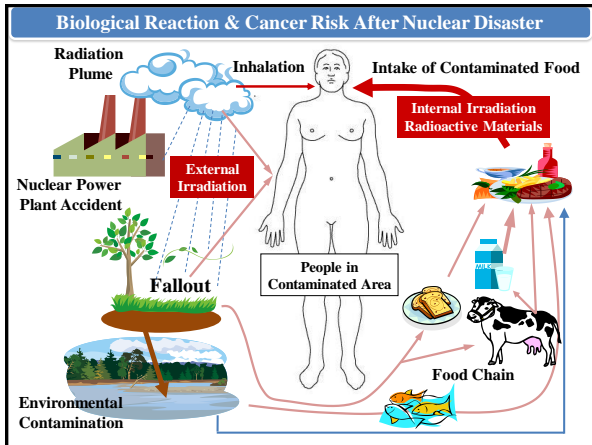 Biological Reaction & Cancer Risk After Nuclear Disaster
Radiation
Plume
Inhalation
Intake of Contaminated Food
Internal Irradiation
Radioactive Materials
External
Irradiation
Nuclear Power
Plant Accident
Fallout
People in
Contaminated Area
MILK
Food Chain
Environmental
Contamination